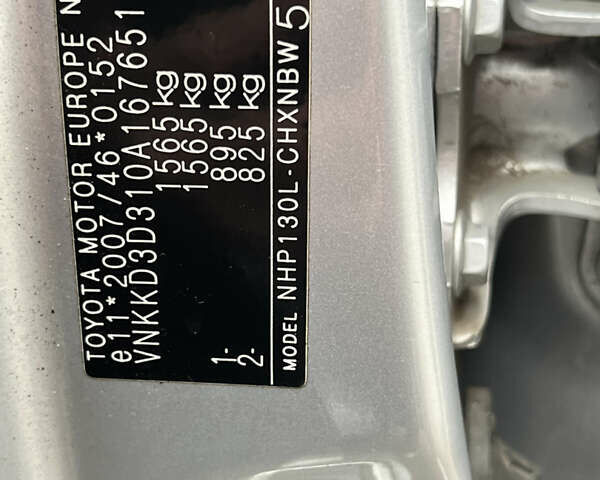 TOYOTA MOTOR EUROPE N
e11*2007/46*0152
VNKKD3D310A167651
1565 kg
1565 kg
1- 895 kg
2- 825 kg
MODEL NHP130L-CHXNBW 5